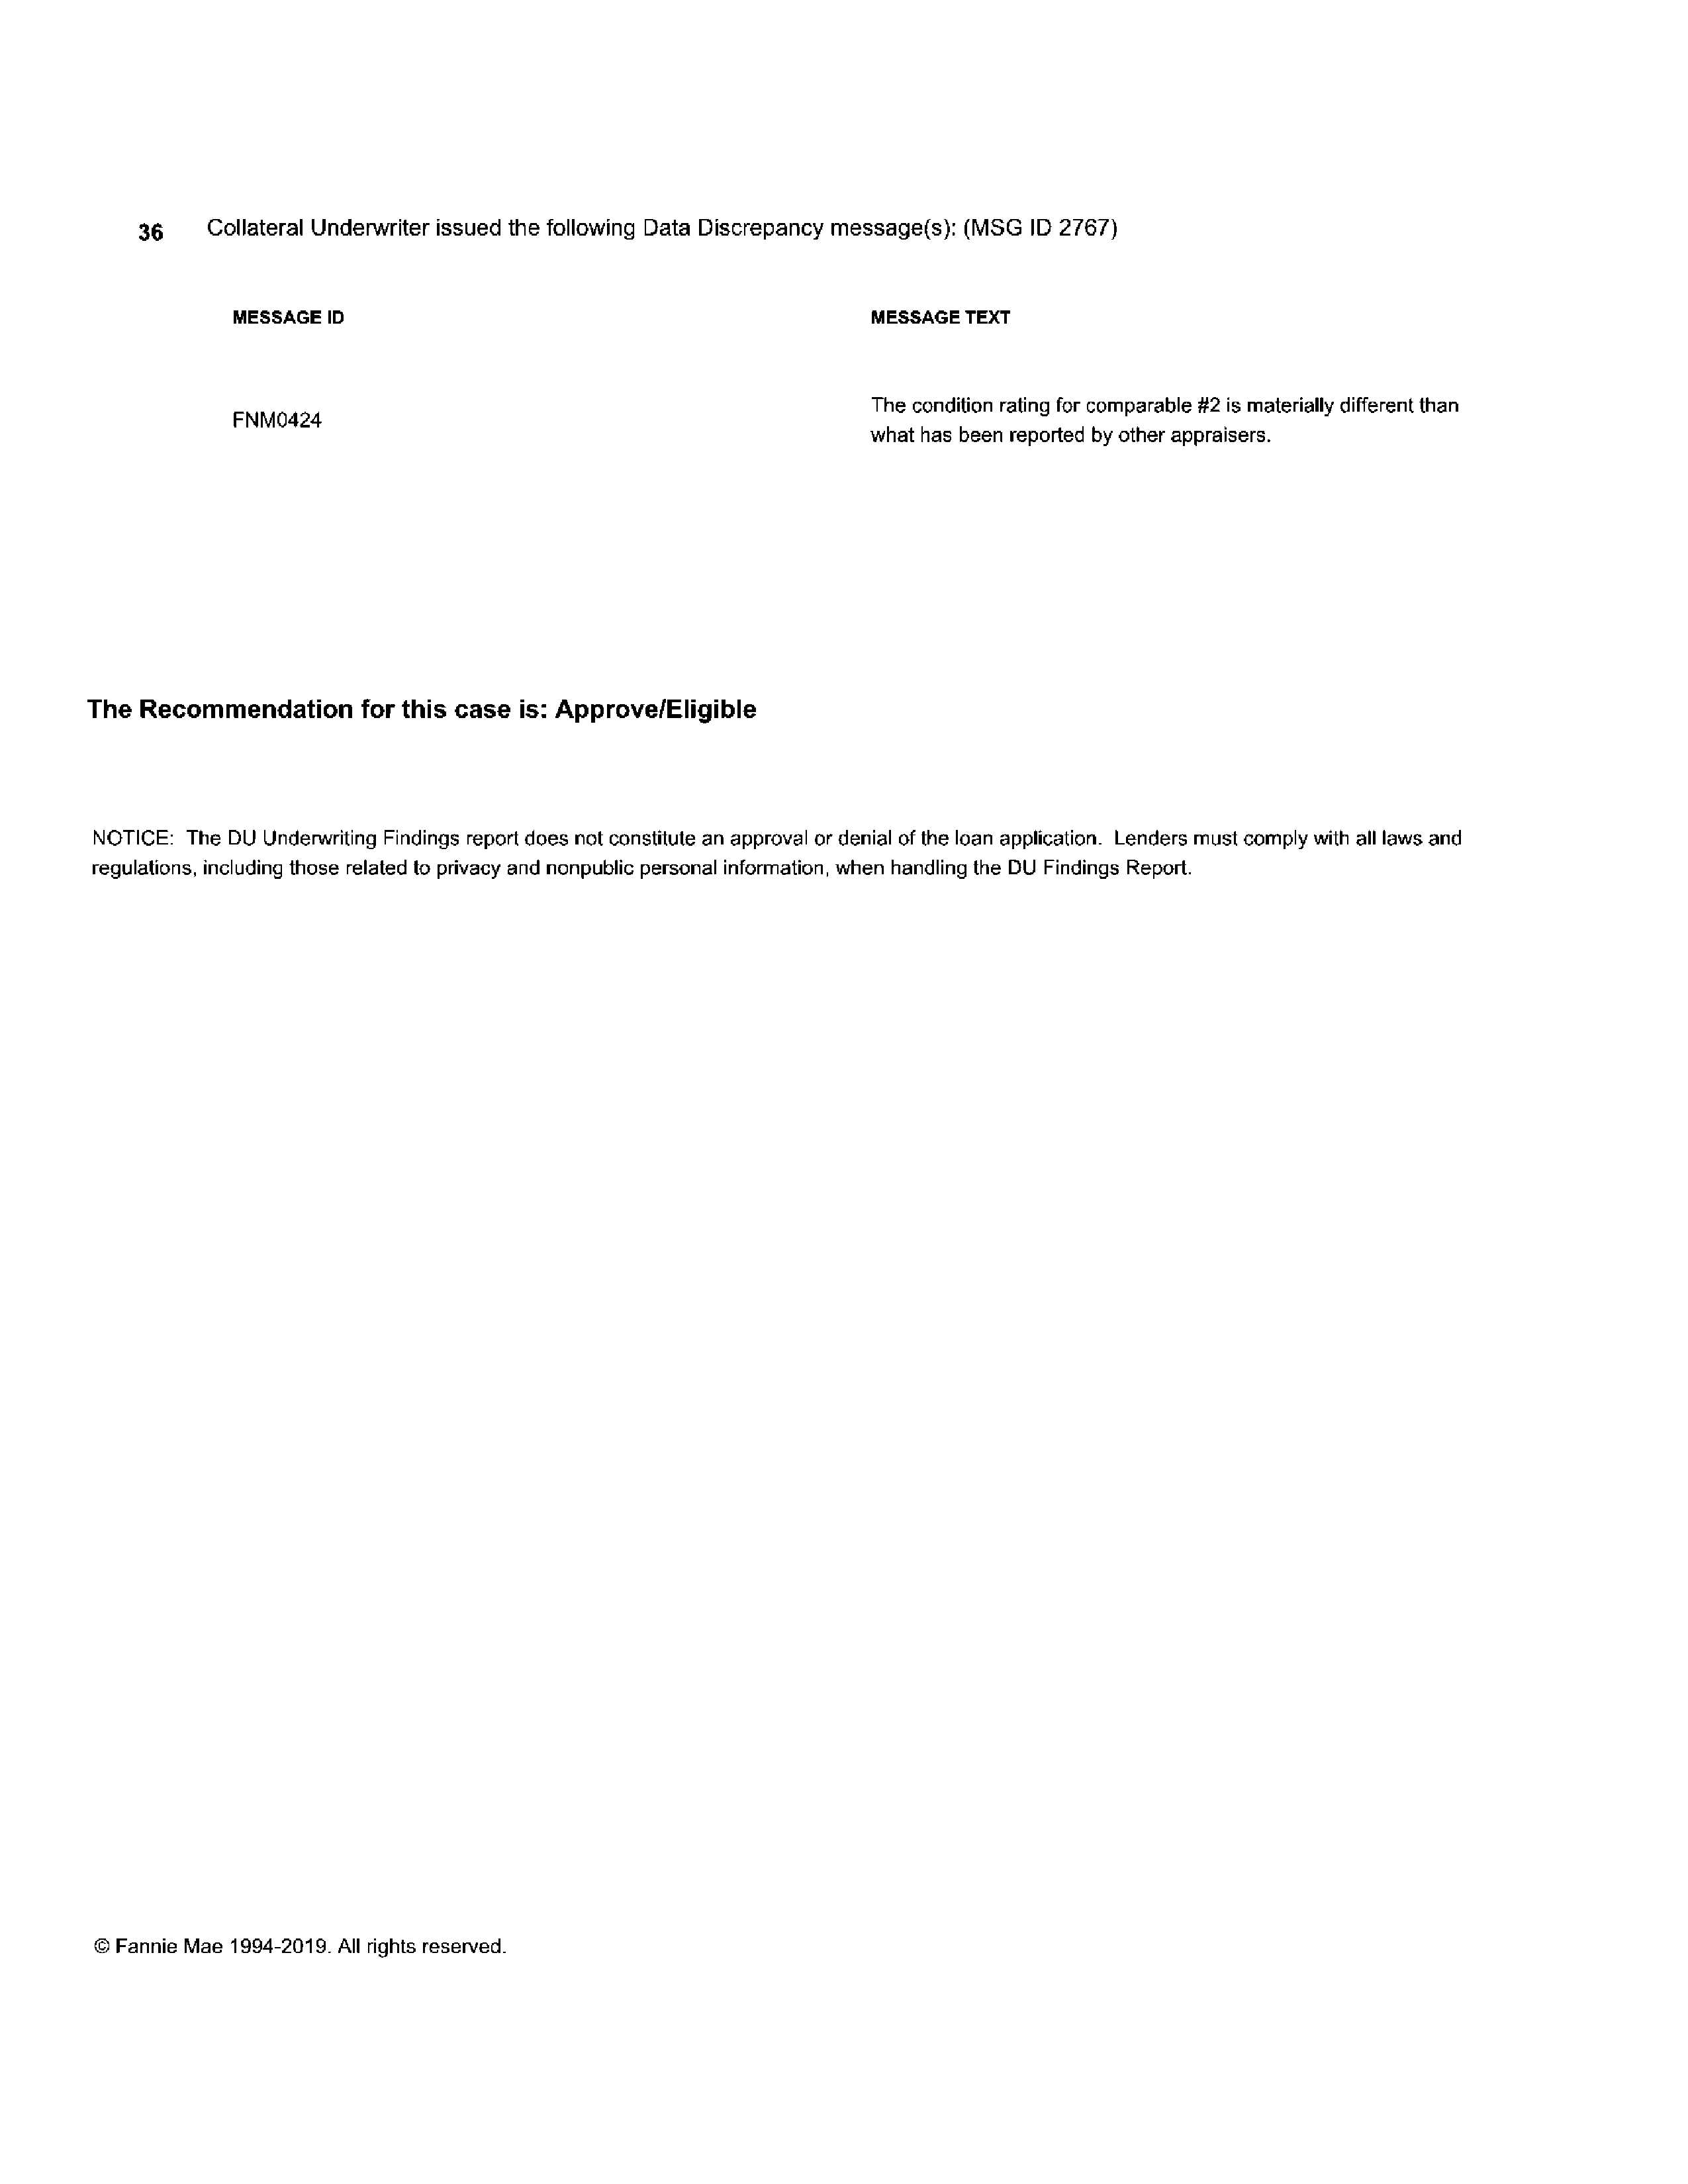 36 Collateral Underwriter issued the following Data Discrepancy message(s): (MSG ID 2767)
MESSAGE ID MESSAGE TEXT
FNM0424
The condition rating for comparable #2 is materially different than
what has been reported by other appraisers.
The Recommendation for this case is: Approve/Eligible
NOTICE:  The DU Underwriting Findings report does not constitute an approval or denial of the loan application.  Lenders must comply with all laws and
regulations, including those related to privacy and nonpublic personal information, when handling the DU Findings Report.
© Fannie Mae 1994-2019. All rights reserved.